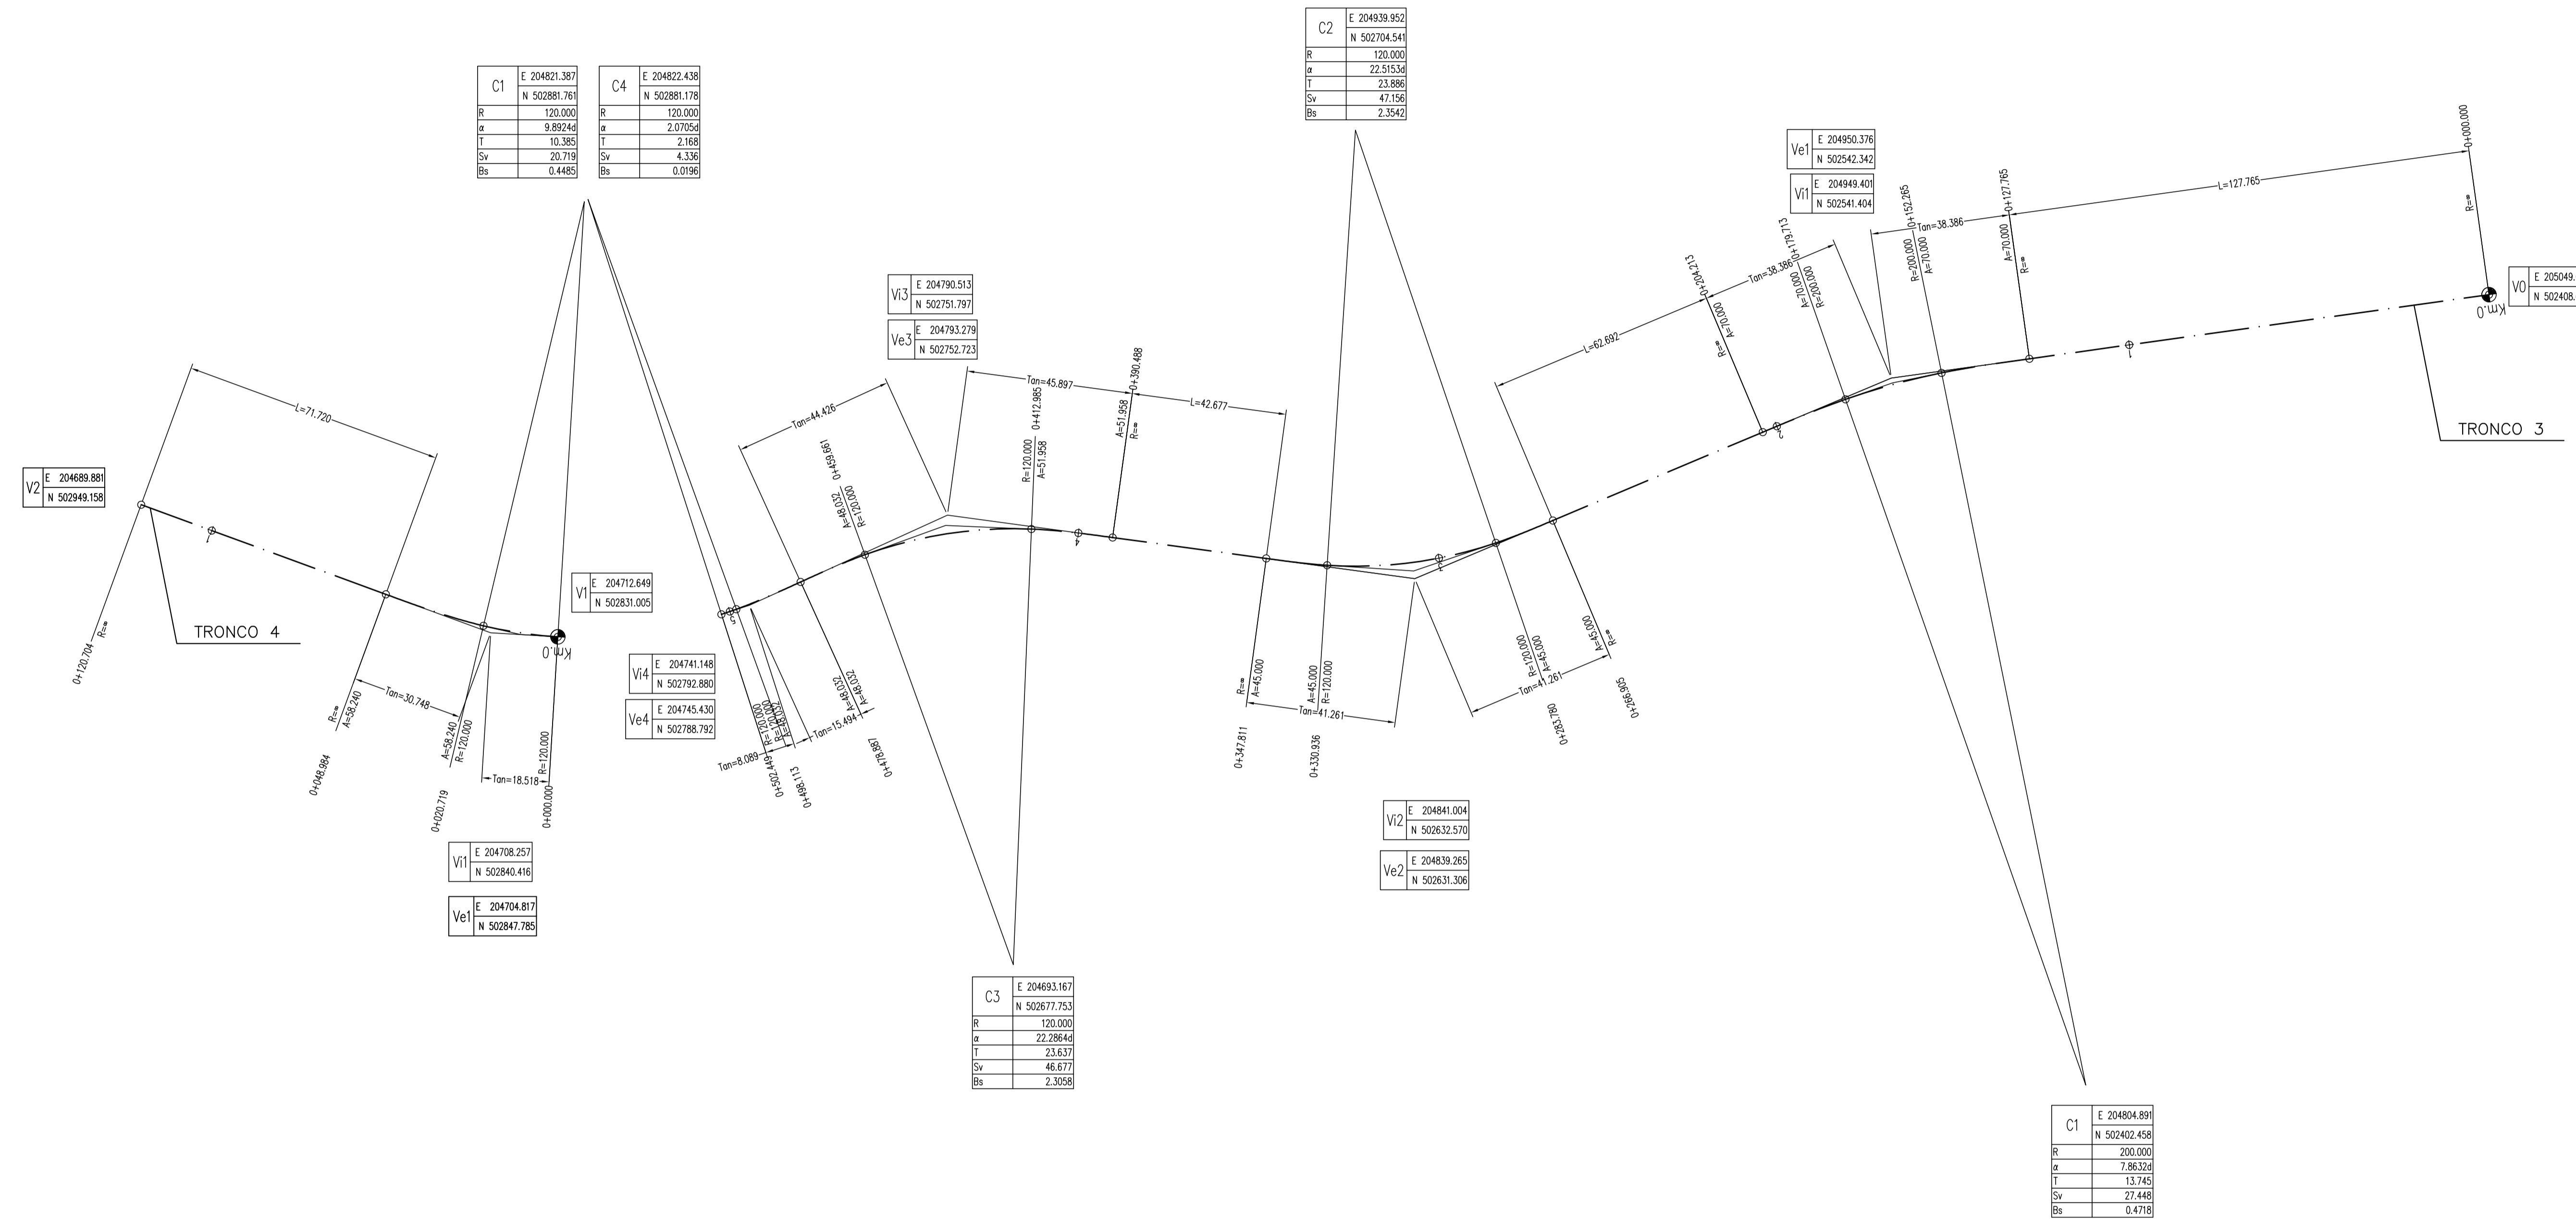 C2
E 204939.952
N 502704.541
R 120.000
α 22.5153d
T 23.886
Sv 47.156
Bs 2.3542
C1
E 204821.387
N 502881.761
R 120.000
α 9.8924d
T 10.385
Sv 20.719
Bs 0.4485
C4
E 204822.438
N 502881.178
R 120.000
α 2.0705d
T 2.168
Sv 4.336
Bs 0.0196
Ve1
E 204950.376
N 502542.342
Vi1
E 204949.401
N 502541.404
0+000.000
R=∞
L=127.765
0+127.765
A=70.000
R=∞
Tan=38.386
0+152.265
R=200.000
A=70.000
0+179.713
A=70.000
R=200.000
Tan=38.386
0+204.213
A=70.000
R=∞
L=62.692
V0
E 205049.
N 502408.
Km.0
1
2
TRONCO 3
Vi3
E 204790.513
N 502751.797
Ve3
E 204793.279
N 502752.723
0+390.488
A=51.958
R=∞
Tan=45.897
L=42.677
0+412.985
R=120.000
A=51.958
Tan=44.426
0+459.661
A=48.032
R=120.000
L=71.720
V2
E 204689.881
N 502949.158
1
TRONCO 4
0+120.704
R=∞
V1
E 204712.649
N 502831.005
Km.0
5
4
3
Vi4
E 204741.148
N 502792.880
Ve4
E 204745.430
N 502788.792
R=∞
A=58.240
0+048.984
Tan=30.748
A=58.240
R=120.000
0+020.719
Tan=18.518
R=120.000
0+000.000
R=120.000
0+502.449
Tan=8.089
R=120.000
A=48.032
0+498.113
Tan=15.494
A=48.032
A=48.032
0+478.887
R=∞
A=45.000
0+347.811
Tan=41.261
A=45.000
R=120.000
0+330.936
R=120.000
A=45.000
0+283.780
Tan=41.261
A=45.000
R=∞
0+266.905
Vi2
E 204841.004
N 502632.570
Ve2
E 204839.265
N 502631.306
Vi1
E 204708.257
N 502840.416
Ve1
E 204704.817
N 502847.785
C3
E 204693.167
N 502677.753
R 120.000
α 22.2864d
T 23.637
Sv 46.677
Bs 2.3058
C1
E 204804.891
N 502402.458
R 200.000
α 7.8632d
T 13.745
Sv 27.448
Bs 0.4718